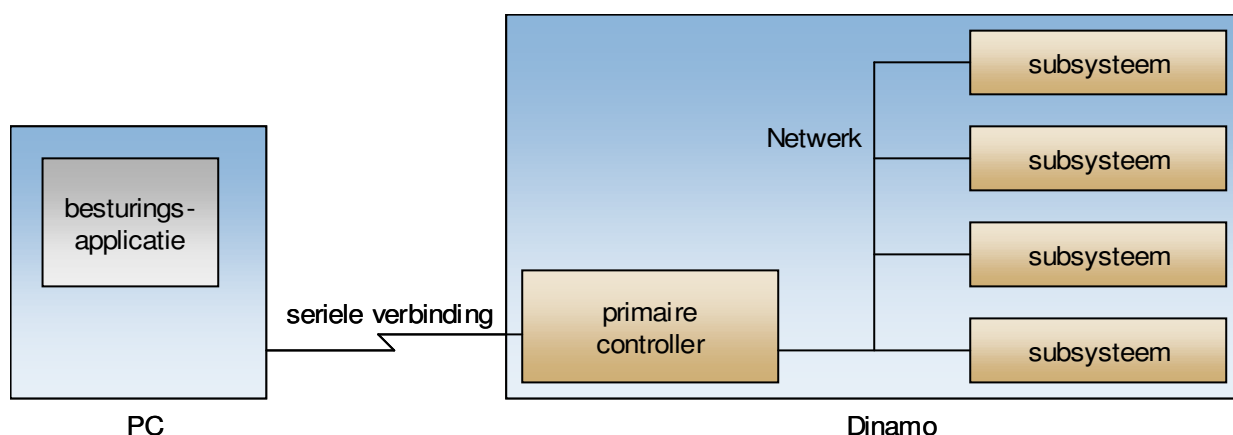 besturings-
applicatie
PC
seriele verbinding
primaire
controller
Netwerk
subsysteem
subsysteem
subsysteem
subsysteem
Dinamo